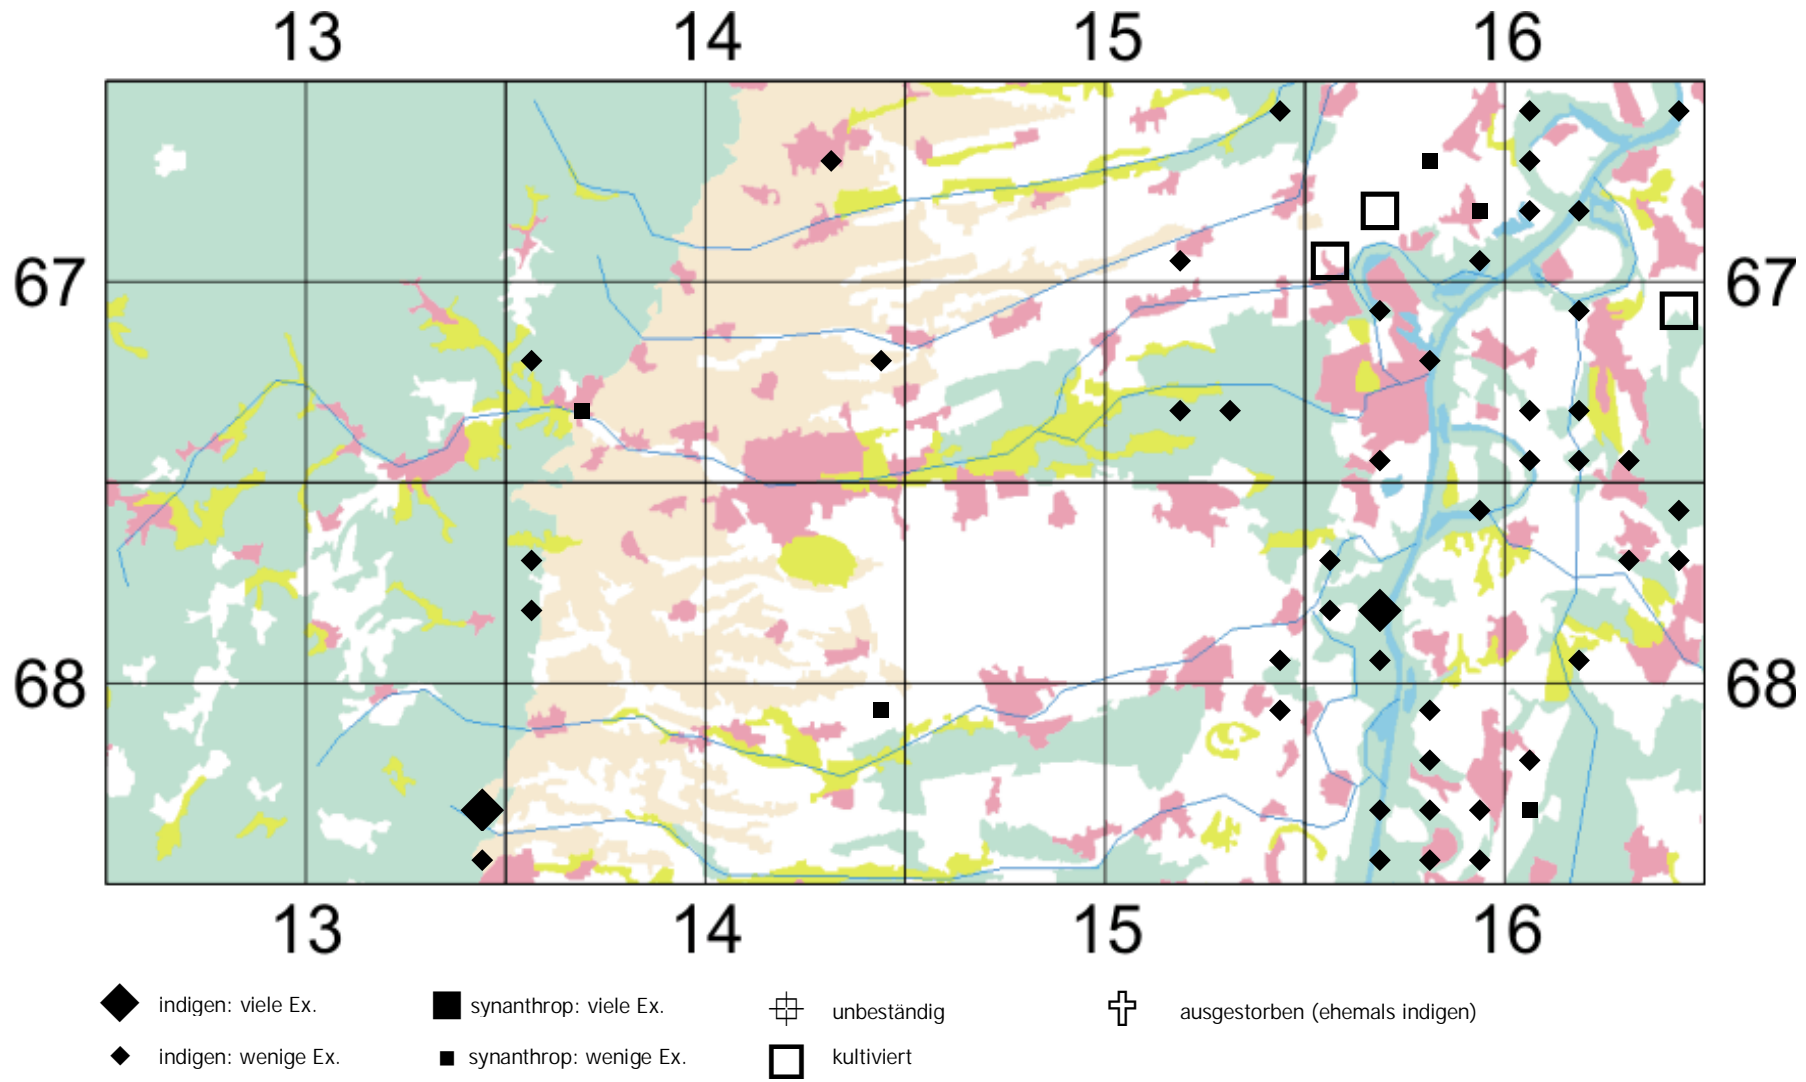 13 14 15 16
67 67
68 68
13 14 15 16
indigen: viele Ex. synanthrop: viele Ex. unbeständig ausgestorben (ehemals indigen)
indigen: wenige Ex. synanthrop: wenige Ex. kultiviert